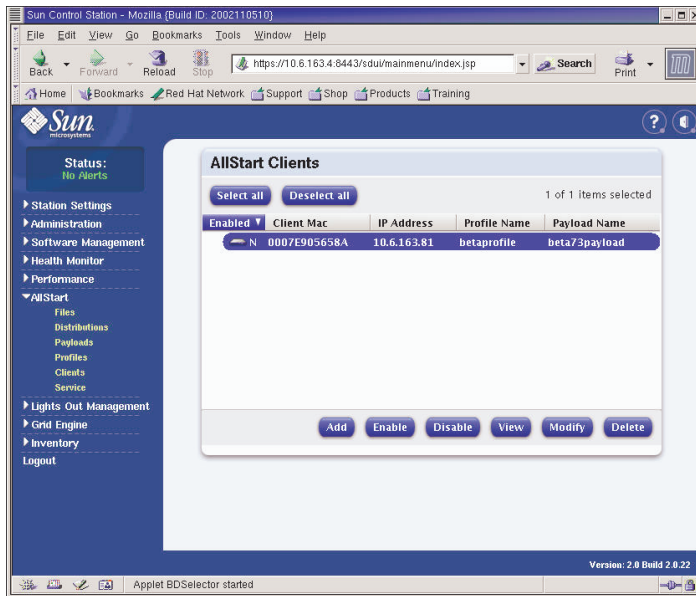 Sun Control Station - Mozilla {Build ID: 2002110510}
File Edit View Go Bookmarks Tools Window Help
Back Forward Reload Stop https://10.6.163.4:8443/sdui/mainmenu/index.jsp Search Print
Home Bookmarks Red Hat Network Support Shop Products Training
Sun
microsystems
?
Status:
No Alerts
Station Settings
Administration
Software Management
Health Monitor
Performance
AllStart
Files
Distributions
Payloads
Profiles
Clients
Service
Lights Out Management
Grid Engine
Inventory
Logout
AllStart Clients
Select all Deselect all 1 of 1 items selected
Enabled Client Mac IP Address Profile Name Payload Name
N 0007E905658A 10.6.163.81 betaprofile beta73payload
Add Enable Disable View Modify Delete
Version: 2.0 Build 2.0.22
Applet BDSelector started